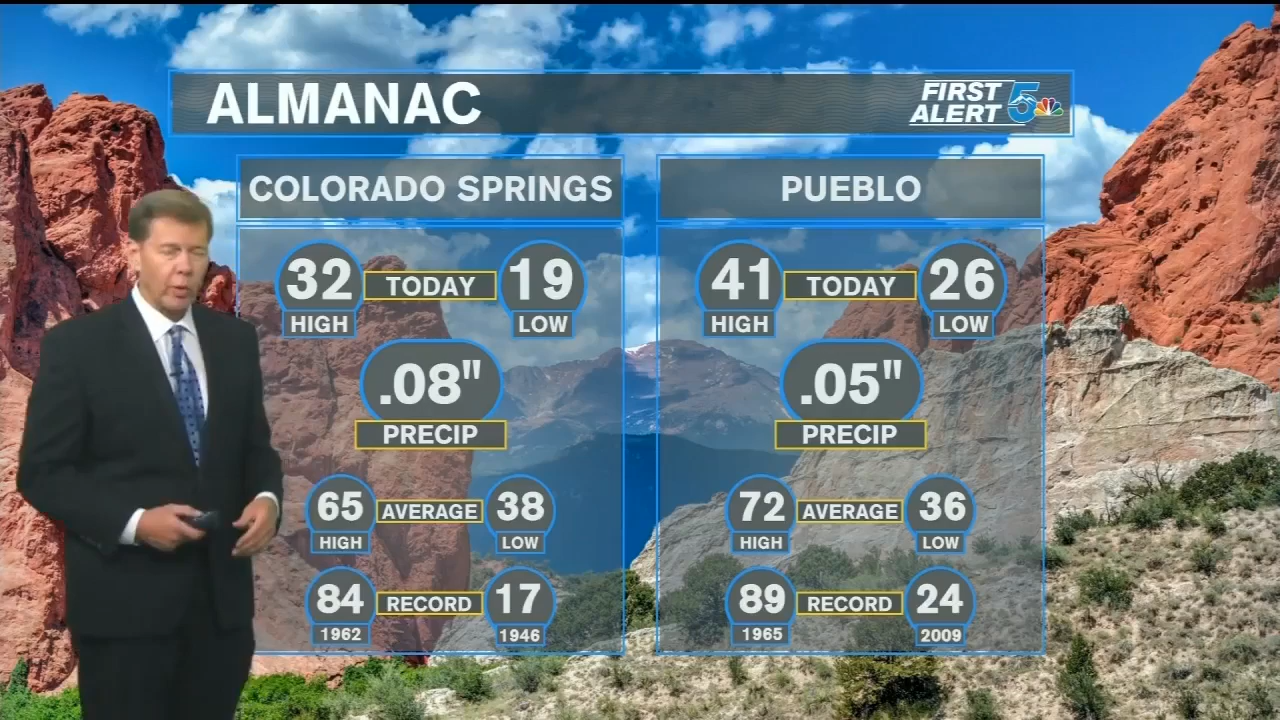 ALMANAC
FIRST
ALERT 5
COLORADO SPRINGS
32 TODAY 19
HIGH LOW
.08"
PRECIP
65 AVERAGE 38
HIGH LOW
84 RECORD 17
1962 1946
PUEBLO
41 TODAY 26
HIGH LOW
.05"
PRECIP
72 AVERAGE 36
HIGH LOW
89 RECORD 24
1965 2009